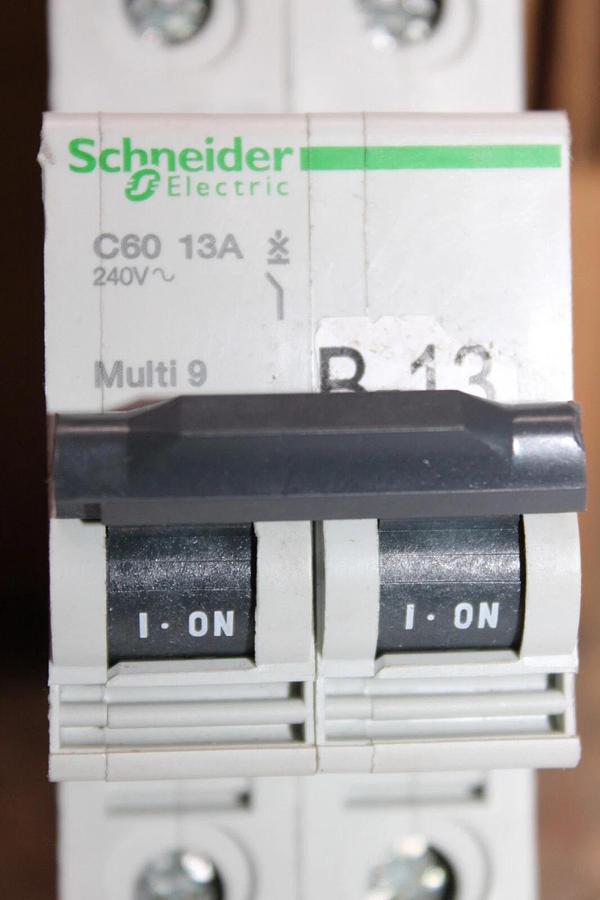 Schneider
Electric
C60 13A
240V~
Multi 9
B 13
I · ON
I · ON